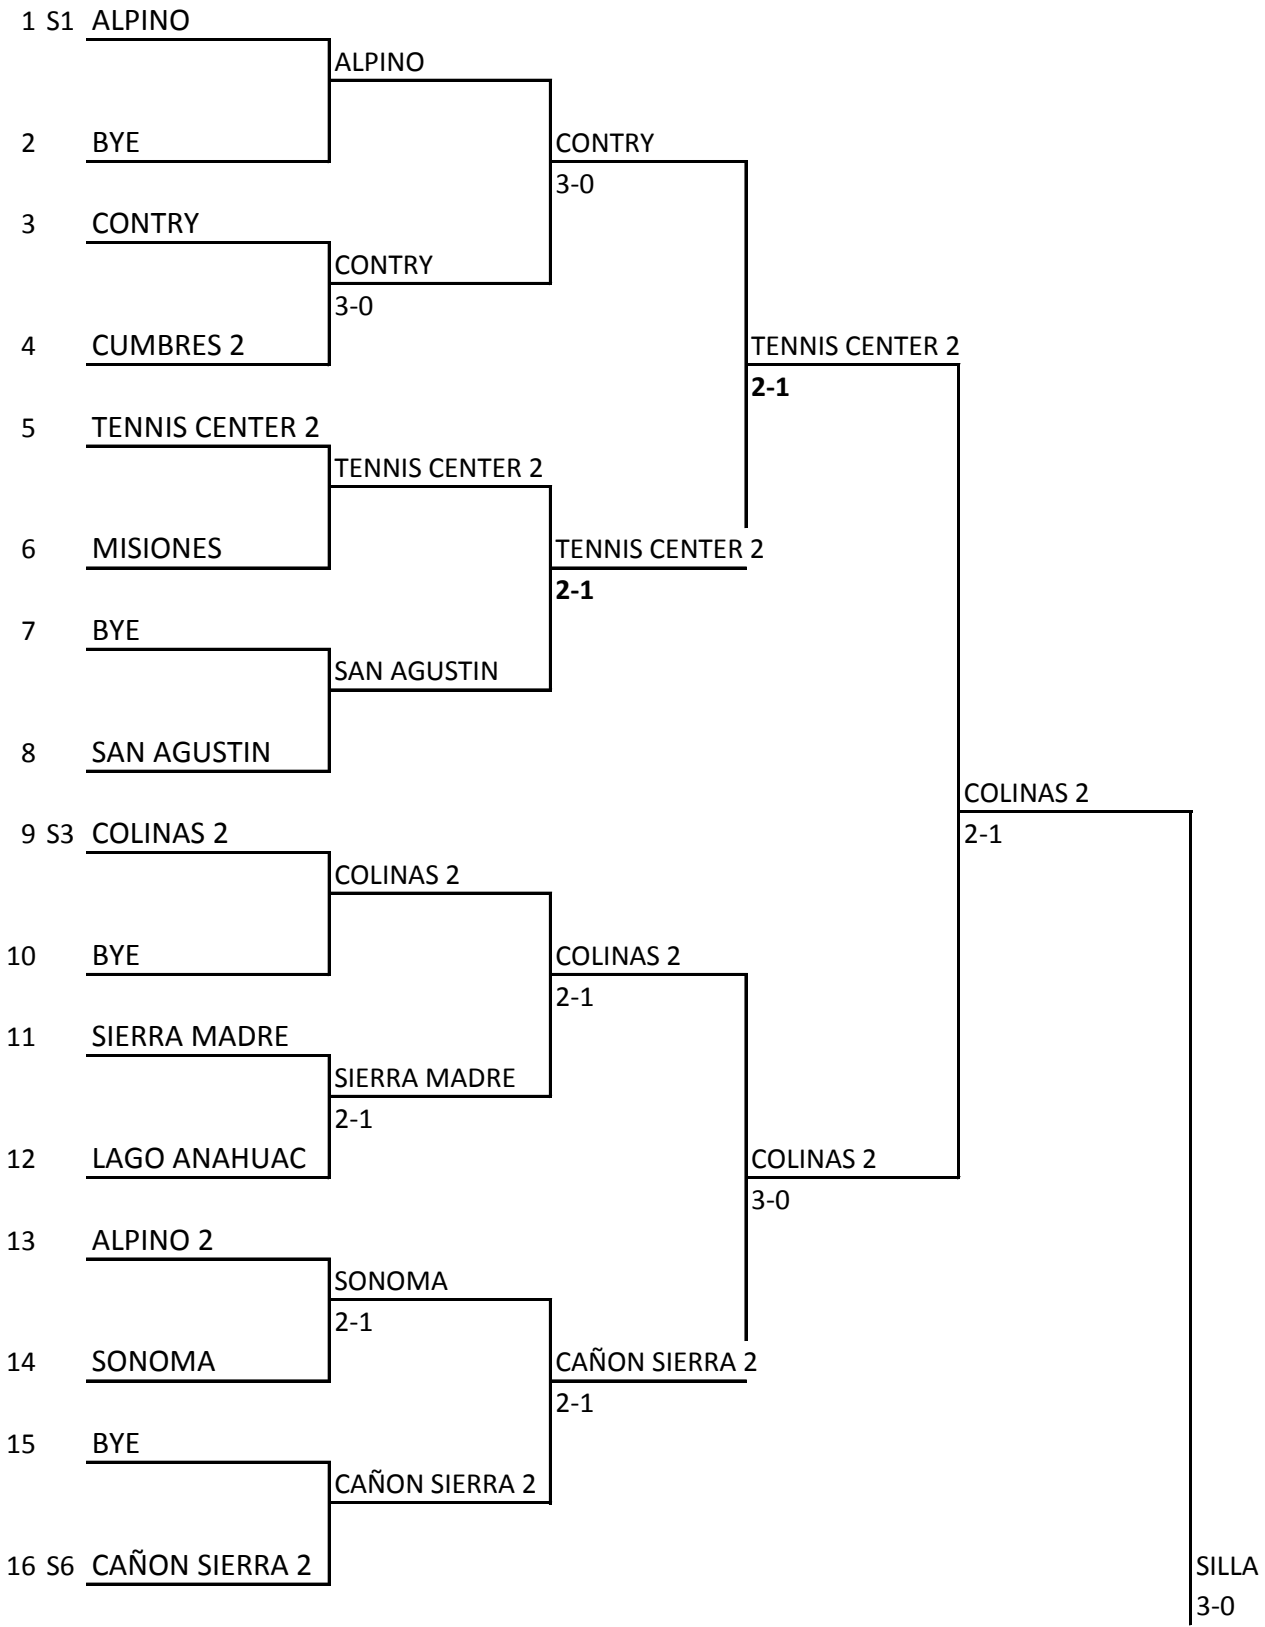 1 S1 ALPINO
ALPINO
2 BYE
CONTRY
3-0
3 CONTRY
CONTRY
3-0
4 CUMBRES 2
TENNIS CENTER 2
2-1
5 TENNIS CENTER 2
TENNIS CENTER 2
6 MISIONES
TENNIS CENTER 2
2-1
7 BYE
SAN AGUSTIN
8 SAN AGUSTIN
COLINAS 2
2-1
9 S3 COLINAS 2
COLINAS 2
10 BYE
COLINAS 2
2-1
11 SIERRA MADRE
SIERRA MADRE
2-1
12 LAGO ANAHUAC
COLINAS 2
3-0
13 ALPINO 2
SONOMA
2-1
14 SONOMA
CAÑON SIERRA 2
2-1
15 BYE
CAÑON SIERRA 2
16 S6 CAÑON SIERRA 2
SILLA
3-0